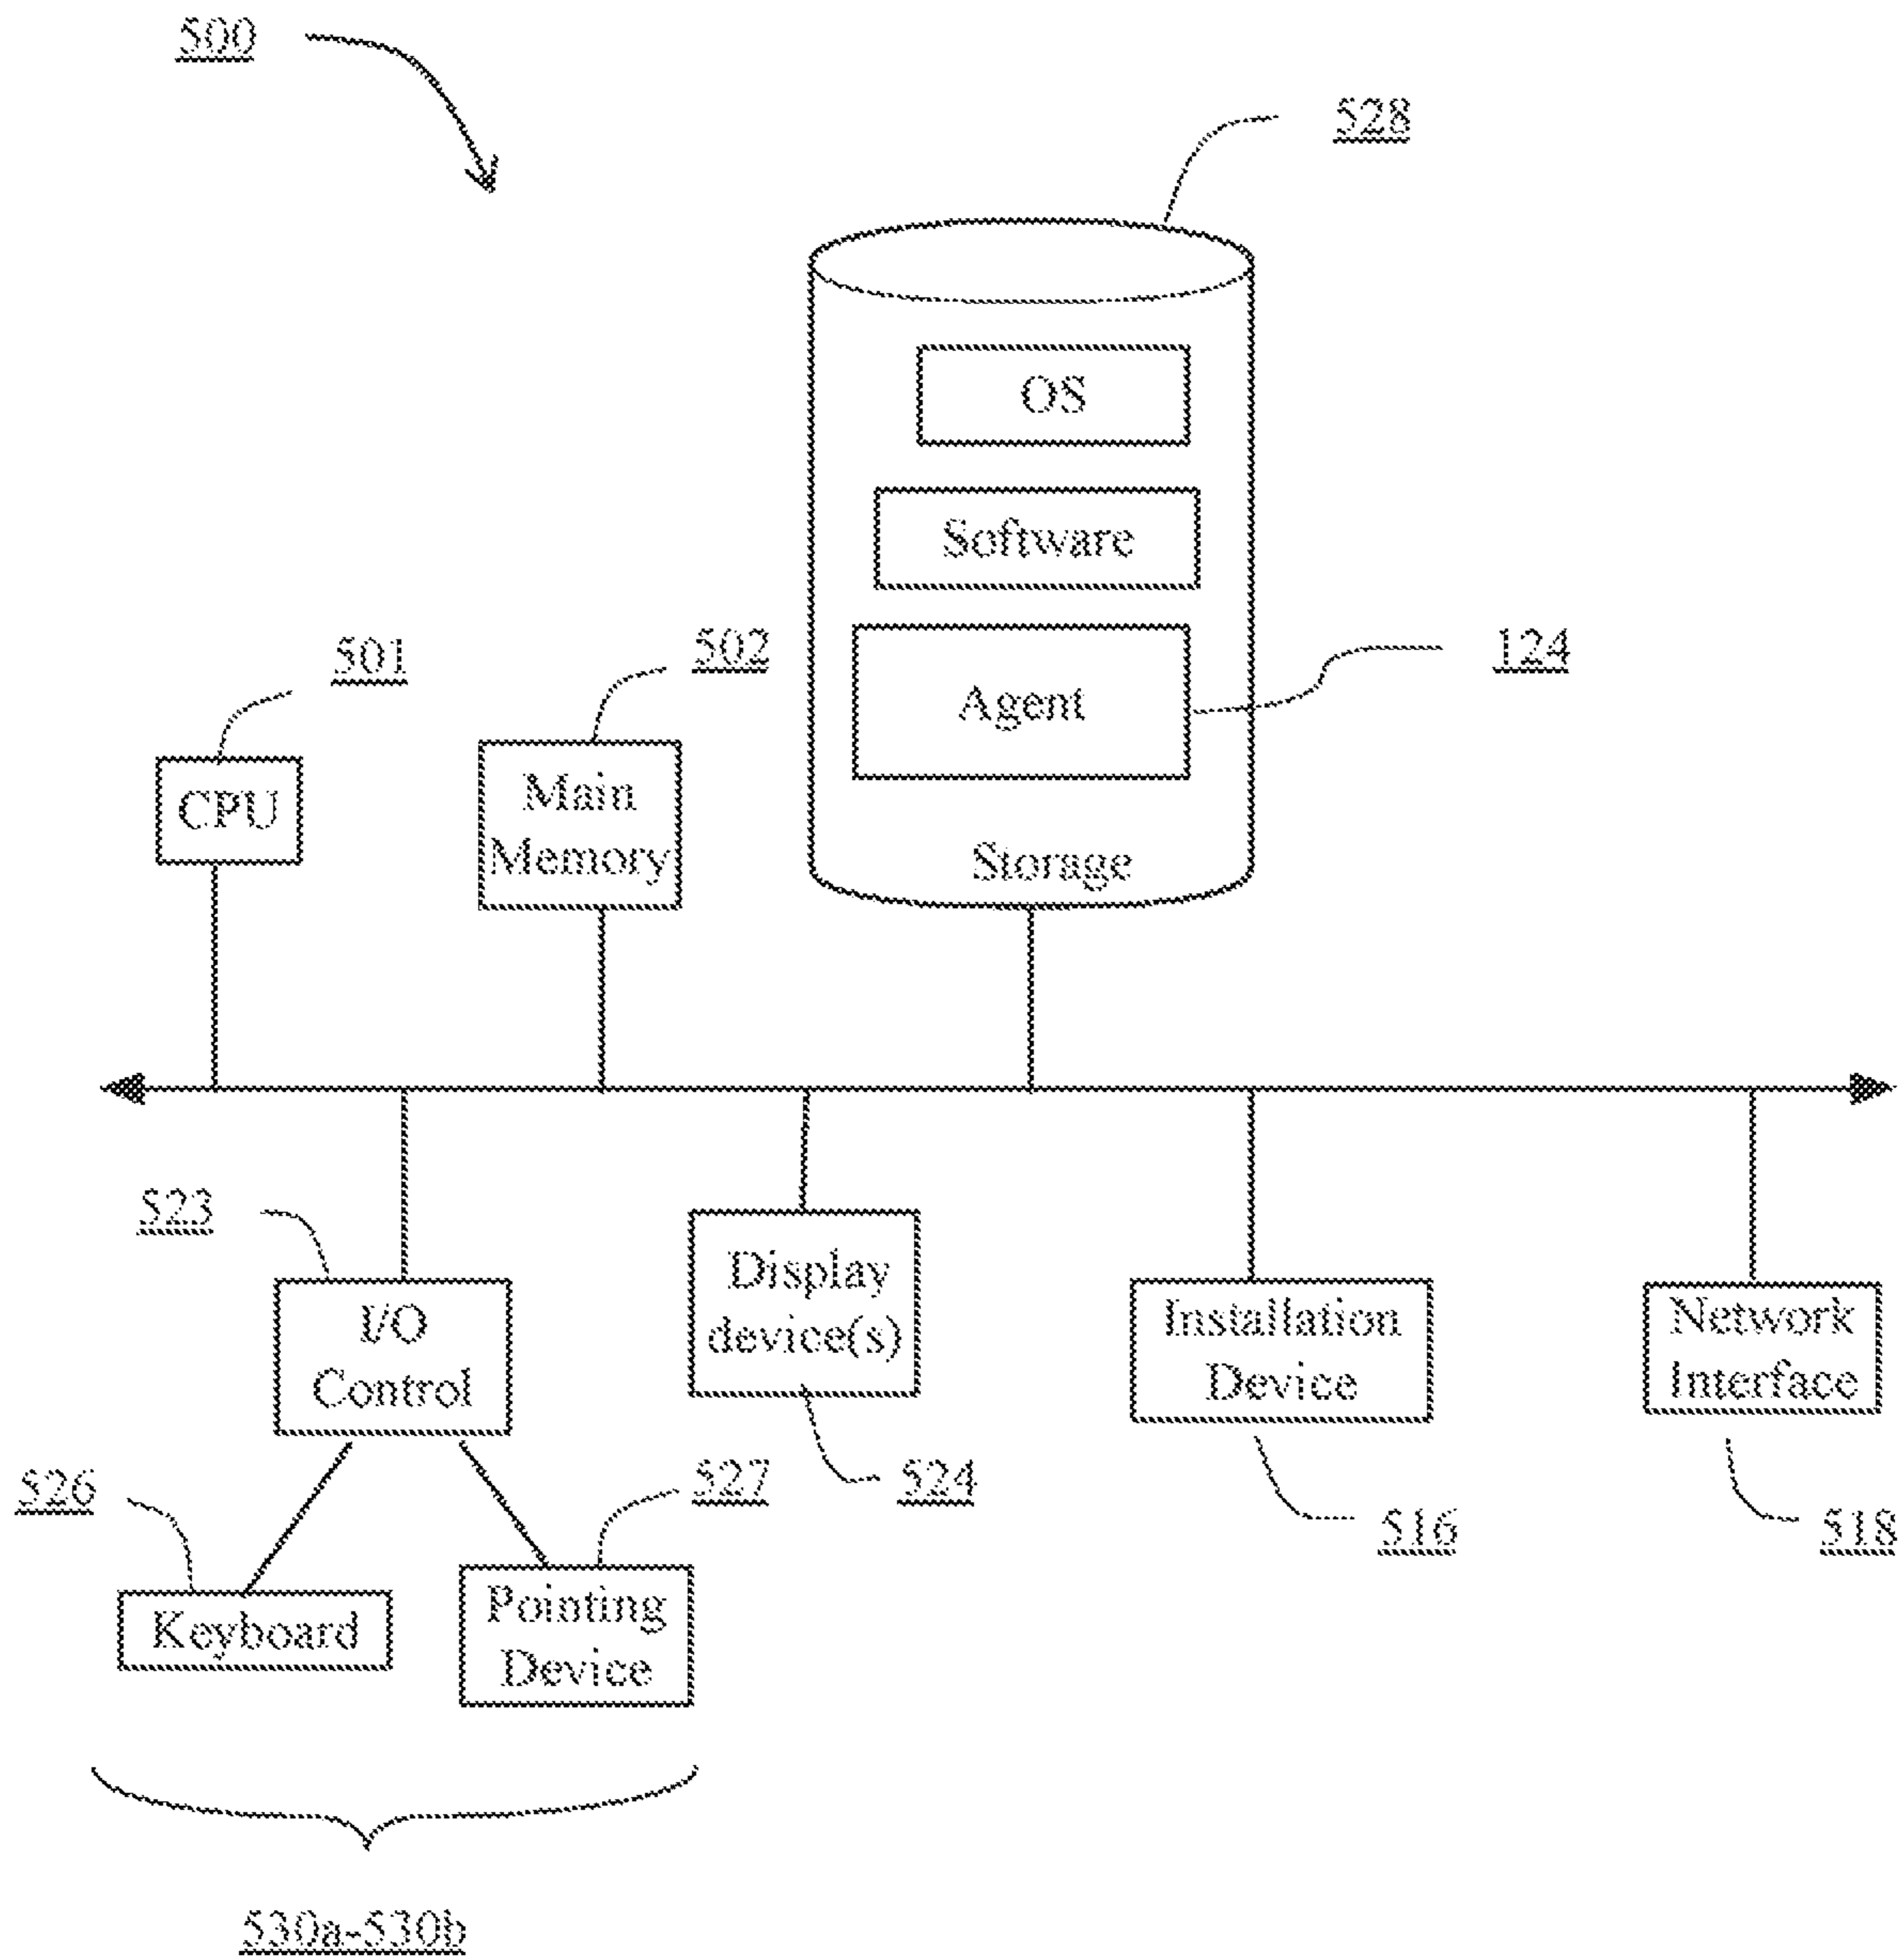 500
528
OS
Software
501
502
124
Agent
CPU
Main
Memory
Storage
523
Display
device(s)
I/O
Control
Installation
Device
Network
Interface
526
527
524
516
518
Keyboard
Pointing
Device
530a-530b